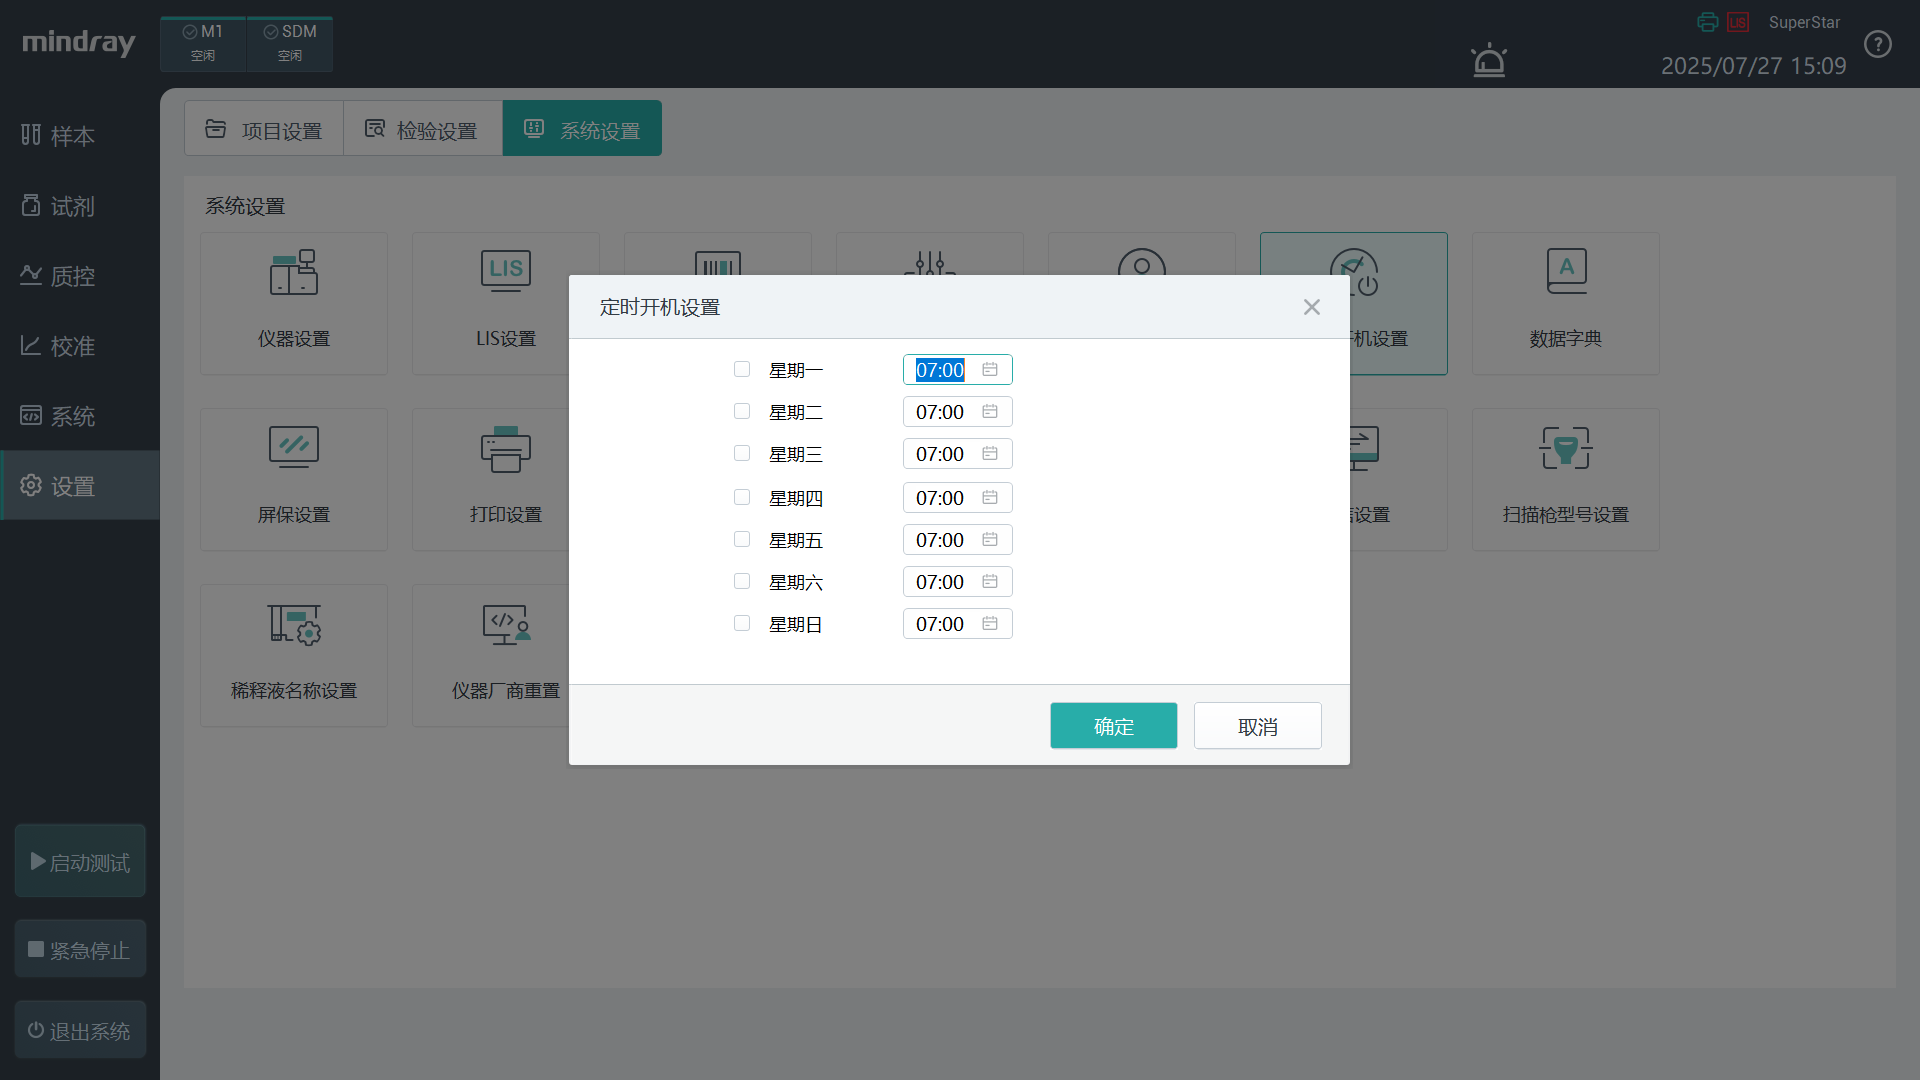 mindray
M1
空闲
SDM
空闲
LIS
SuperStar
2025/07/27 15:09
样本
试剂
质控
校准
系统
设置
启动测试
紧急停止
退出系统
项目设置
检验设置
系统设置
系统设置
LIS
A
仪器设置
LIS设置
机设置
数据字典
屏保设置
打印设置
设置
扫描枪型号设置
稀释液名称设置
仪器厂商重置
定时开机设置
星期一 07:00
星期二 07:00
星期三 07:00
星期四 07:00
星期五 07:00
星期六 07:00
星期日 07:00
确定
取消